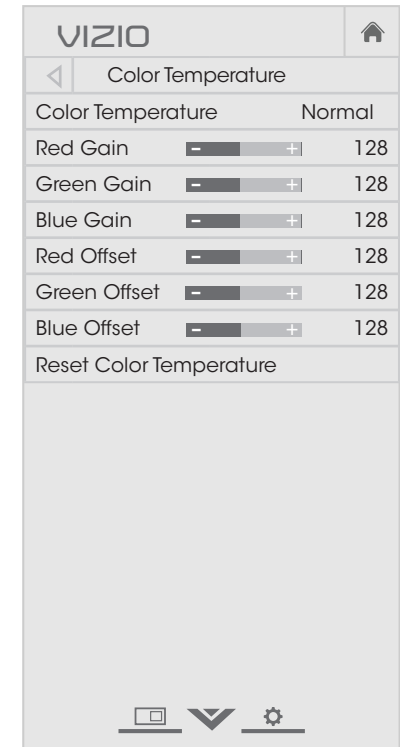 VIZIO
Color Temperature
Color Temperature Normal
Red Gain - + 128
Green Gain - + 128
Blue Gain - + 128
Red Offset - + 128
Green Offset - + 128
Blue Offset - + 128
Reset Color Temperature